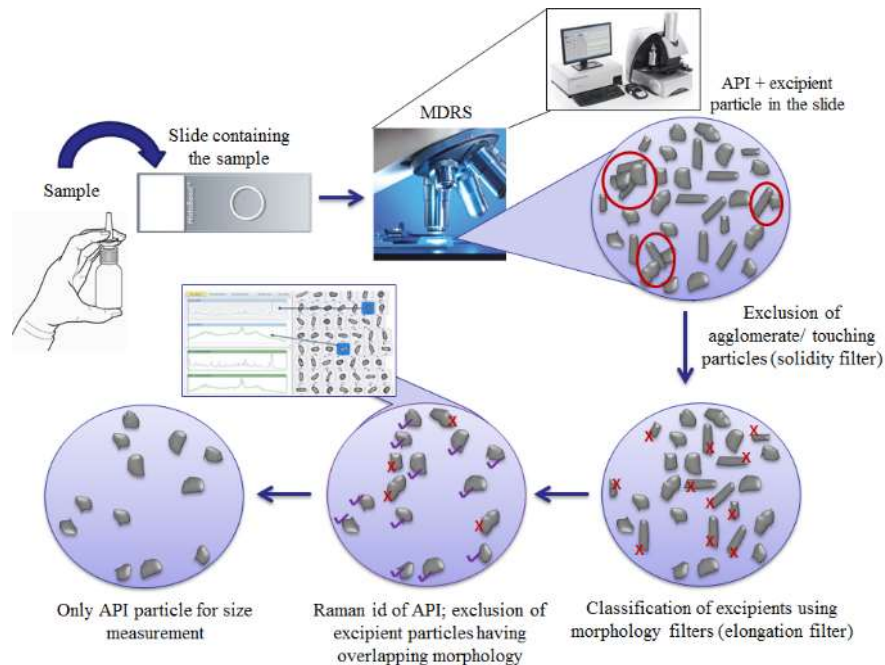 MDRS
API + excipient
particle in the slide
Slide containing
the sample
Sample
Exclusion of
agglomerate/ touching
particles (solidity filter)
X X X X X X X X X X X
X X X X
Only API particle for size
measurement
Raman id of API; exclusion of
excipient particles having
overlapping morphology
Classification of excipients using
morphology filters (elongation filter)